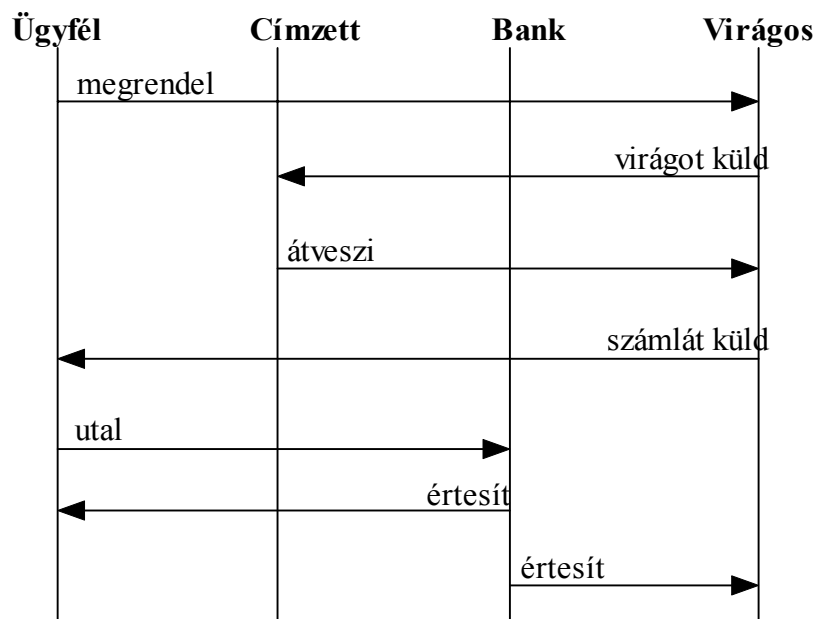 Ügyfél Címzett Bank Virágos
megrendel
virágot küld
átveszi
számlát küld
utal
értesít
értesít